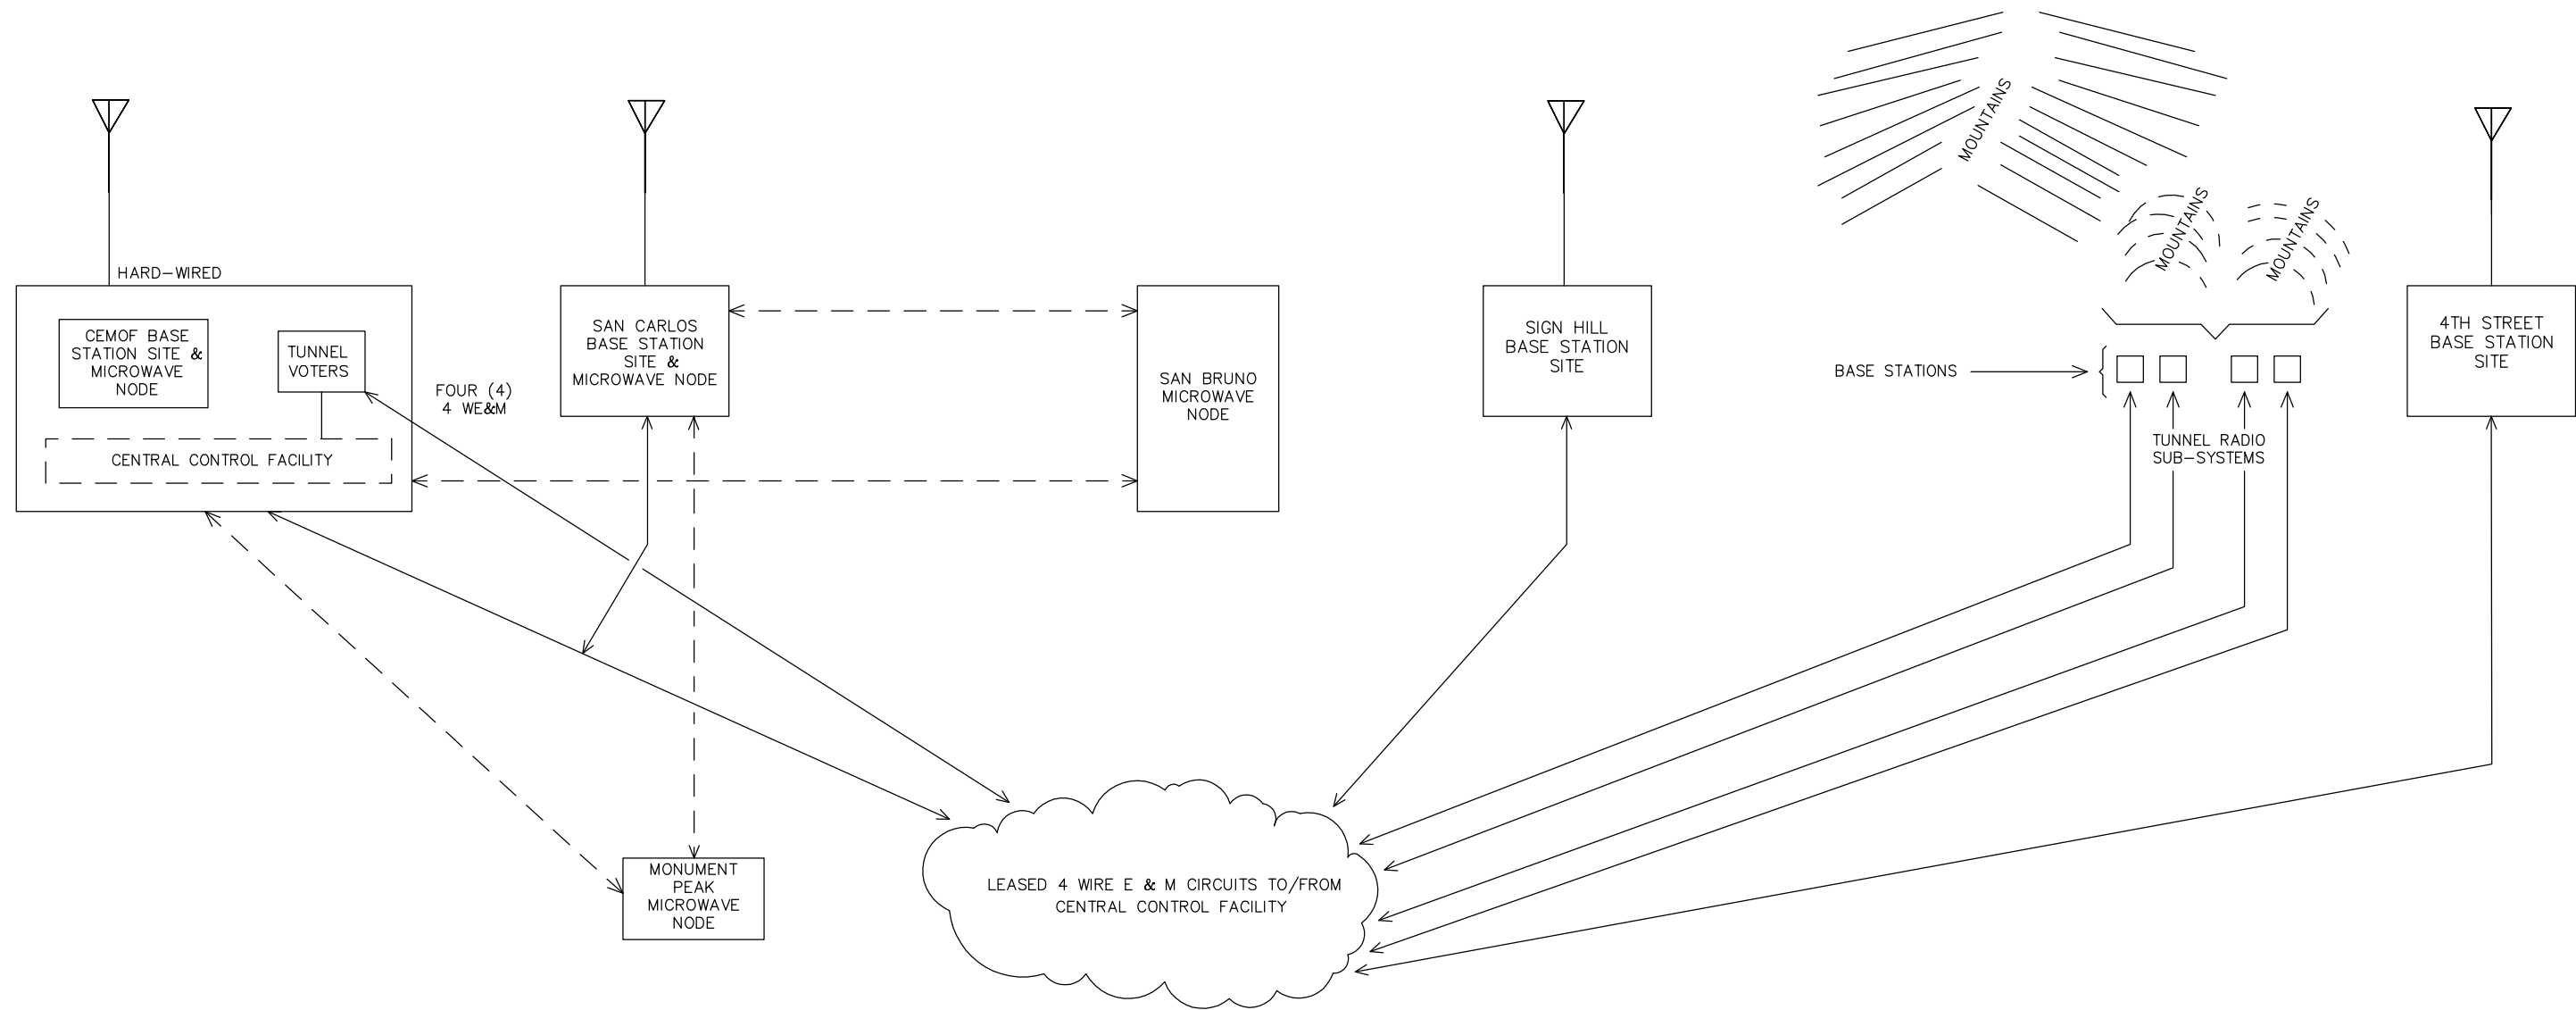 MOUNTAINS
MOUNTAINS
MOUNTAINS
HARD-WIRED
CEMOF BASE
STATION SITE &
MICROWAVE
NODE
TUNNEL
VOTERS
CENTRAL CONTROL FACILITY
FOUR (4)
4 WE&M
SAN CARLOS
BASE STATION
SITE &
MICROWAVE NODE
SAN BRUNO
MICROWAVE
NODE
SIGN HILL
BASE STATION
SITE
BASE STATIONS
TUNNEL RADIO
SUB-SYSTEMS
4TH STREET
BASE STATION
SITE
MONUMENT
PEAK
MICROWAVE
NODE
LEASED 4 WIRE E & M CIRCUITS TO/FROM
CENTRAL CONTROL FACILITY